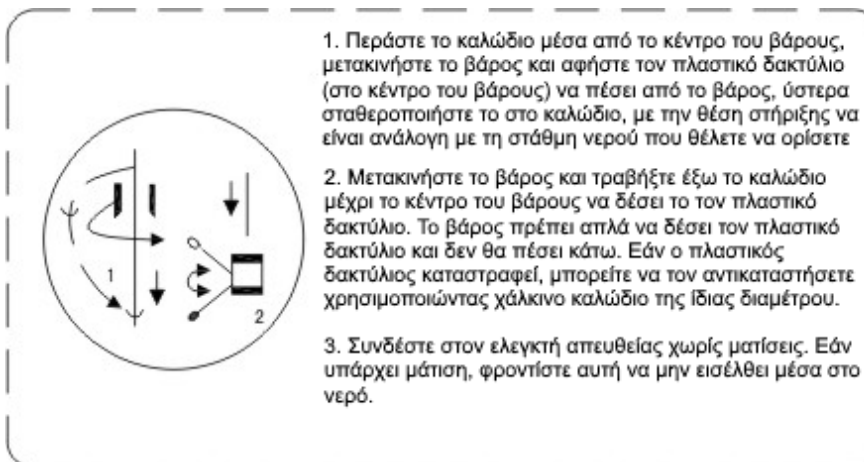 1. Περάστε το καλώδιο μέσα από το κέντρο του βάρους,
μετακινήστε το βάρος και αφήστε τον πλαστικό δακτύλιο
(στο κέντρο του βάρους) να πέσει από το βάρος, ύστερα
σταθεροποιήστε το στο καλώδιο, με την θέση στήριξης να
είναι ανάλογη με τη στάθμη νερού που θέλετε να ορίσετε
2. Μετακινήστε το βάρος και τραβήξτε έξω το καλώδιο
μέχρι το κέντρο του βάρους να δέσει το τον πλαστικό
δακτύλιο. Το βάρος πρέπει απλά να δέσει τον πλαστικό
δακτύλιο και δεν θα πέσει κάτω. Εάν ο πλαστικός
δακτύλιος καταστραφεί, μπορείτε να τον αντικαταστήσετε
χρησιμοποιώντας χάλκινο καλώδιο της ίδιας διαμέτρου.
3. Συνδέστε στον ελεγκτή απευθείας χωρίς ματίσεις. Εάν
υπάρχει μάτιση, φροντίστε αυτή να μην εισέλθει μέσα στο
νερό.
1
2